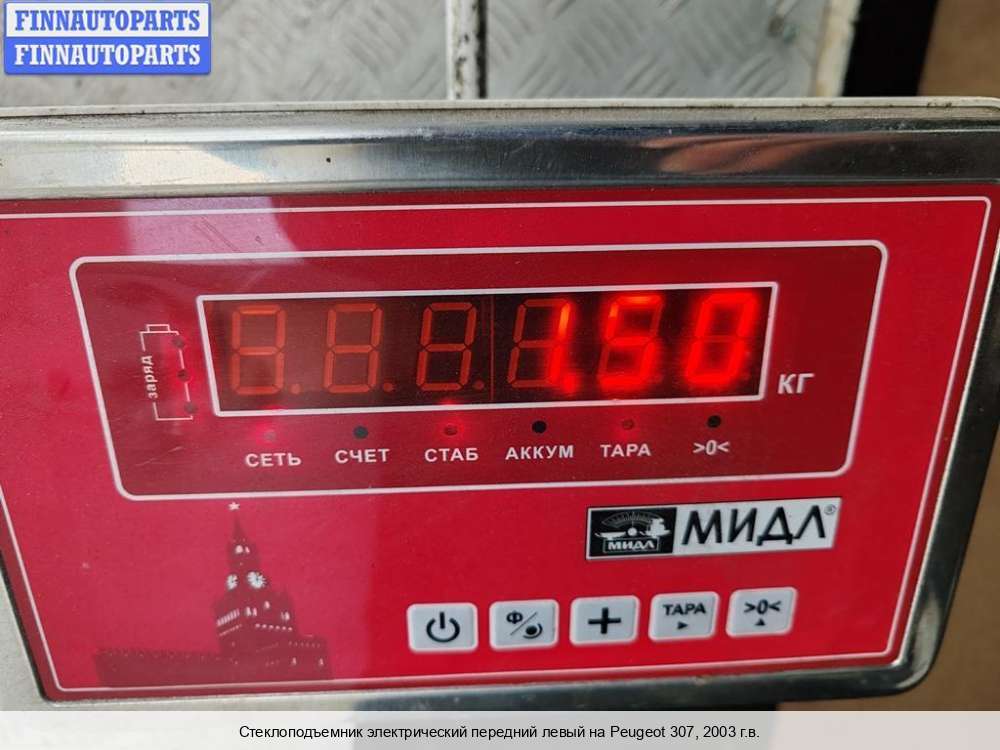 FINNAUTOPARTS
FINNAUTOPARTS
заряд
1.50 КГ
СЕТЬ СЧЕТ СТАБ АККУМ ТАРА >0<
МИДЛ
МИДЛ®
Ф/ + ТАРА >0<
Стеклоподъемник электрический передний левый на Peugeot 307, 2003 г.в.